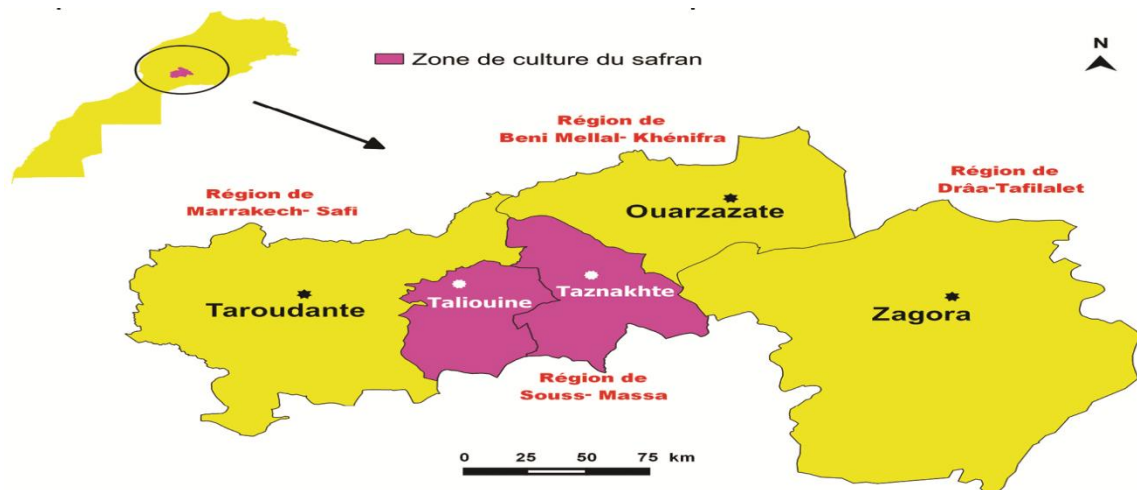 Zone de culture du safran
N
Région de
Beni Mellal- Khénifra
Région de
Drâa-Tafilalet
Région de
Marrakech- Safi
Ouarzazate
Taznakhte
Taliouine
Taroudante
Zagora
Région de
Souss- Massa
0 25 50 75 km